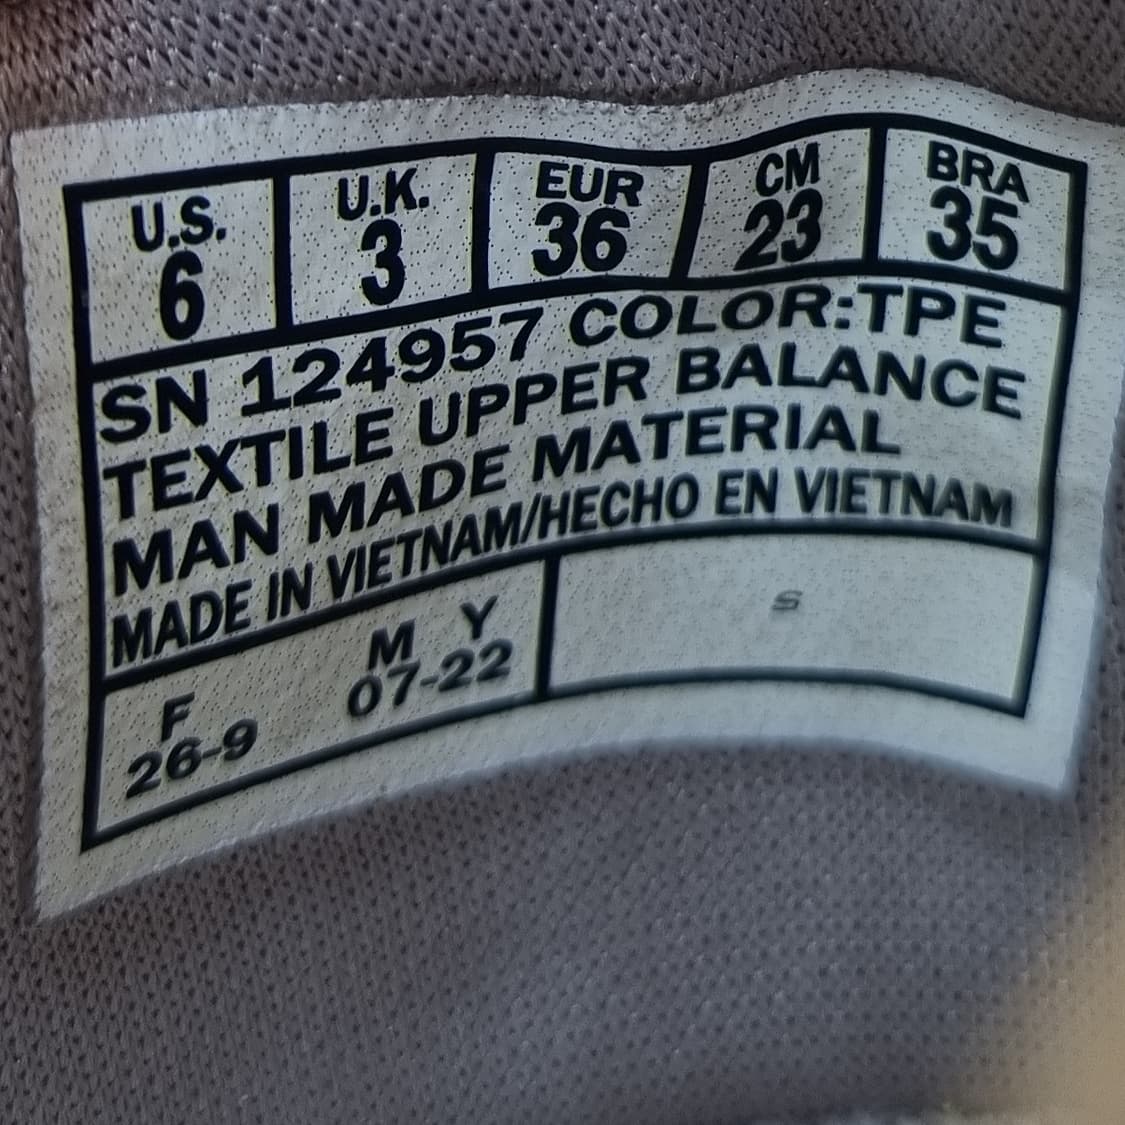 U.S. U.K. EUR CM BRA
6 3 36 23 35
SN 124957 COLOR:TPE
TEXTILE UPPER BALANCE
MAN MADE MATERIAL
MADE IN VIETNAM/HECHO EN VIETNAM
F M Y
26-9 07-22
S